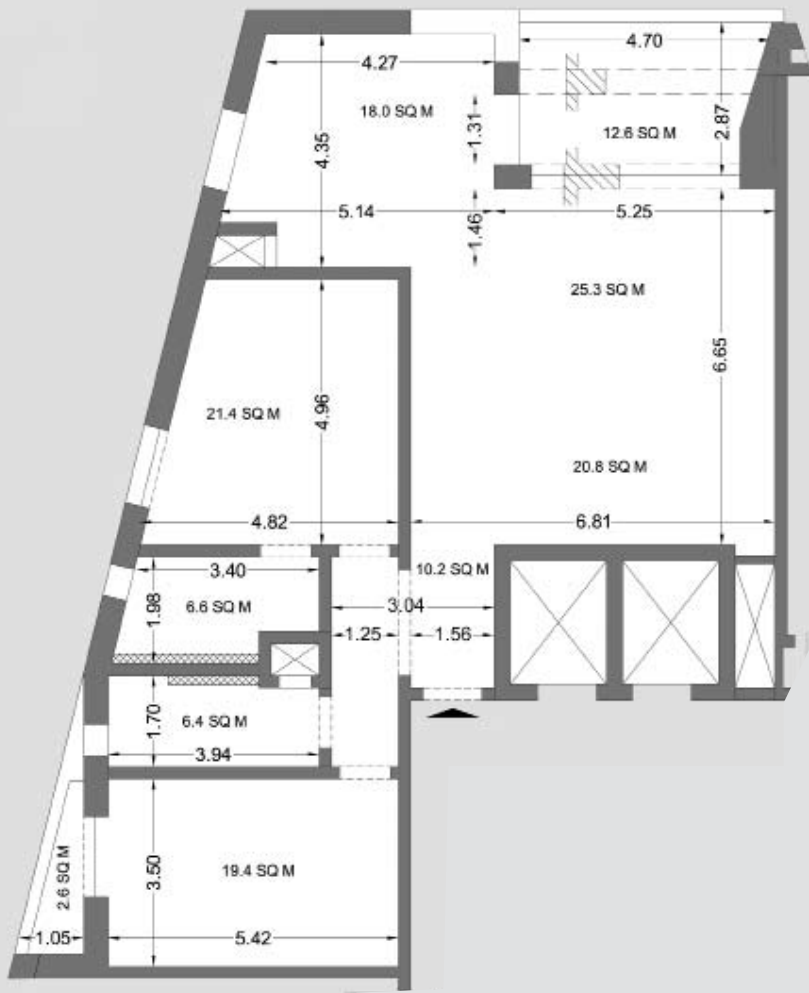 4.70
4.27
18.0 SQ M
1.31
12.6 SQ M
2.87
4.35
5.14
1.46
5.25
25.3 SQ M
6.65
21.4 SQ M
4.96
20.8 SQ M
4.82
6.81
3.40
10.2 SQ M
1.98
6.6 SQ M
3.04
1.25
1.56
1.70
6.4 SQ M
3.94
2.6 SQ M
3.50
19.4 SQ M
1.05
5.42